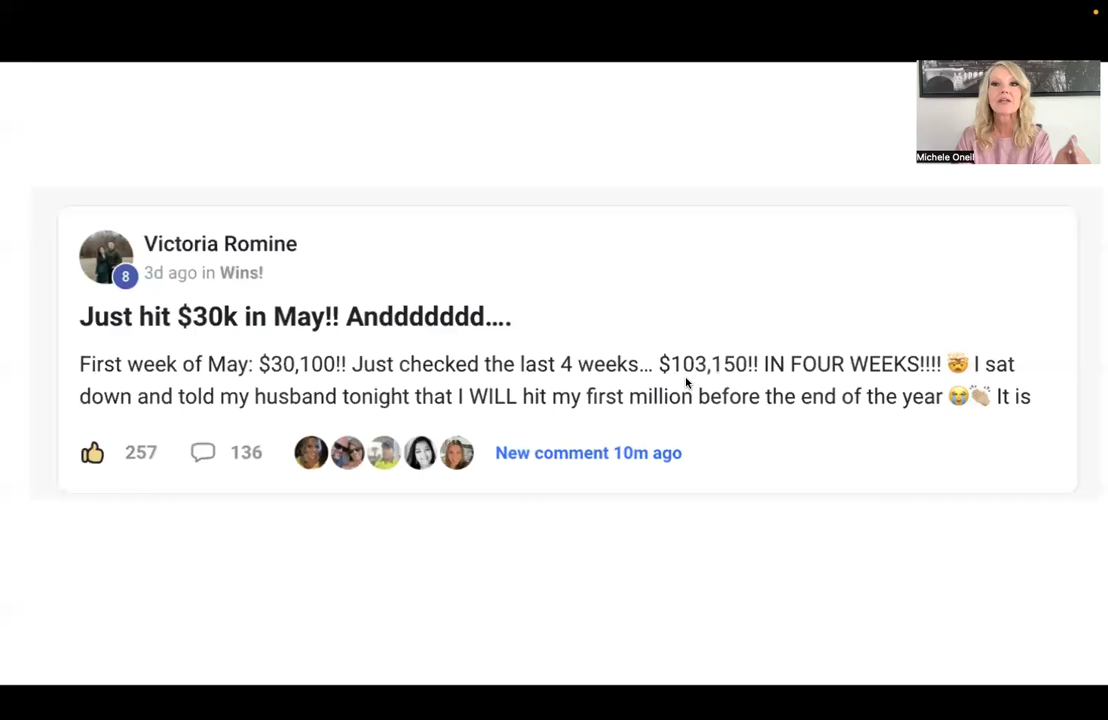 Michele Oneil
Victoria Romine
8
3d ago in Wins!
Just hit $30k in May!! Anddddddd....
First week of May: $30,100!! Just checked the last 4 weeks... $103,150!! IN FOUR WEEKS!!!! 🤯 I sat
down and told my husband tonight that I WILL hit my first million before the end of the year 😭👏🏼 It is
257
136
New comment 10m ago